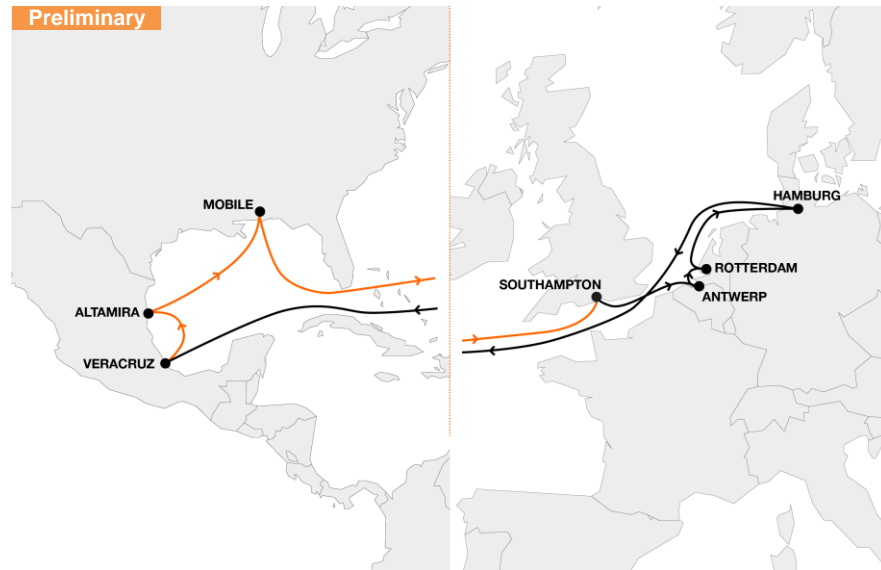 Preliminary
MOBILE
ALTAMIRA
VERACRUZ
HAMBURG
ROTTERDAM
SOUTHAMPTON
ANTWERP